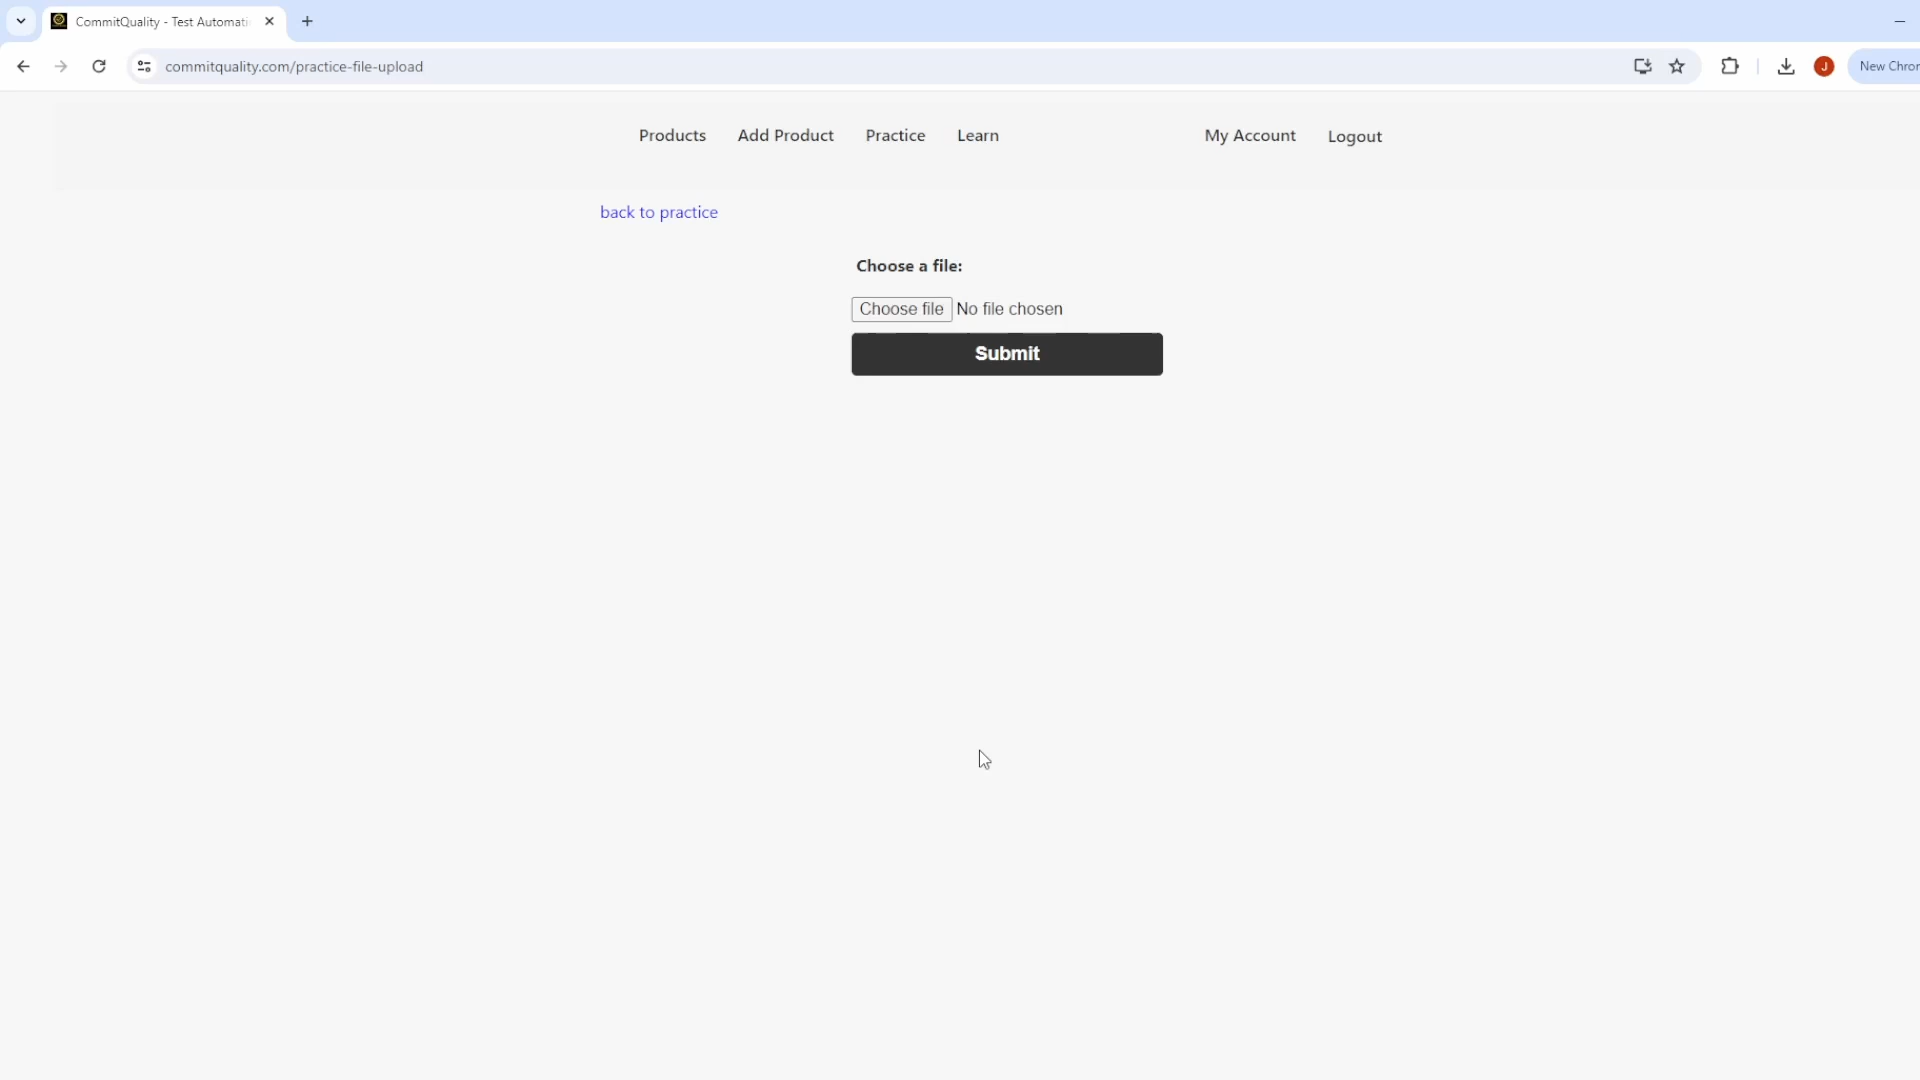 CommitQuality - Test Automati
commitquality.com/practice-file-upload
J
New Chror
Products Add Product Practice Learn My Account Logout
back to practice
Choose a file:
Choose file No file chosen
Submit